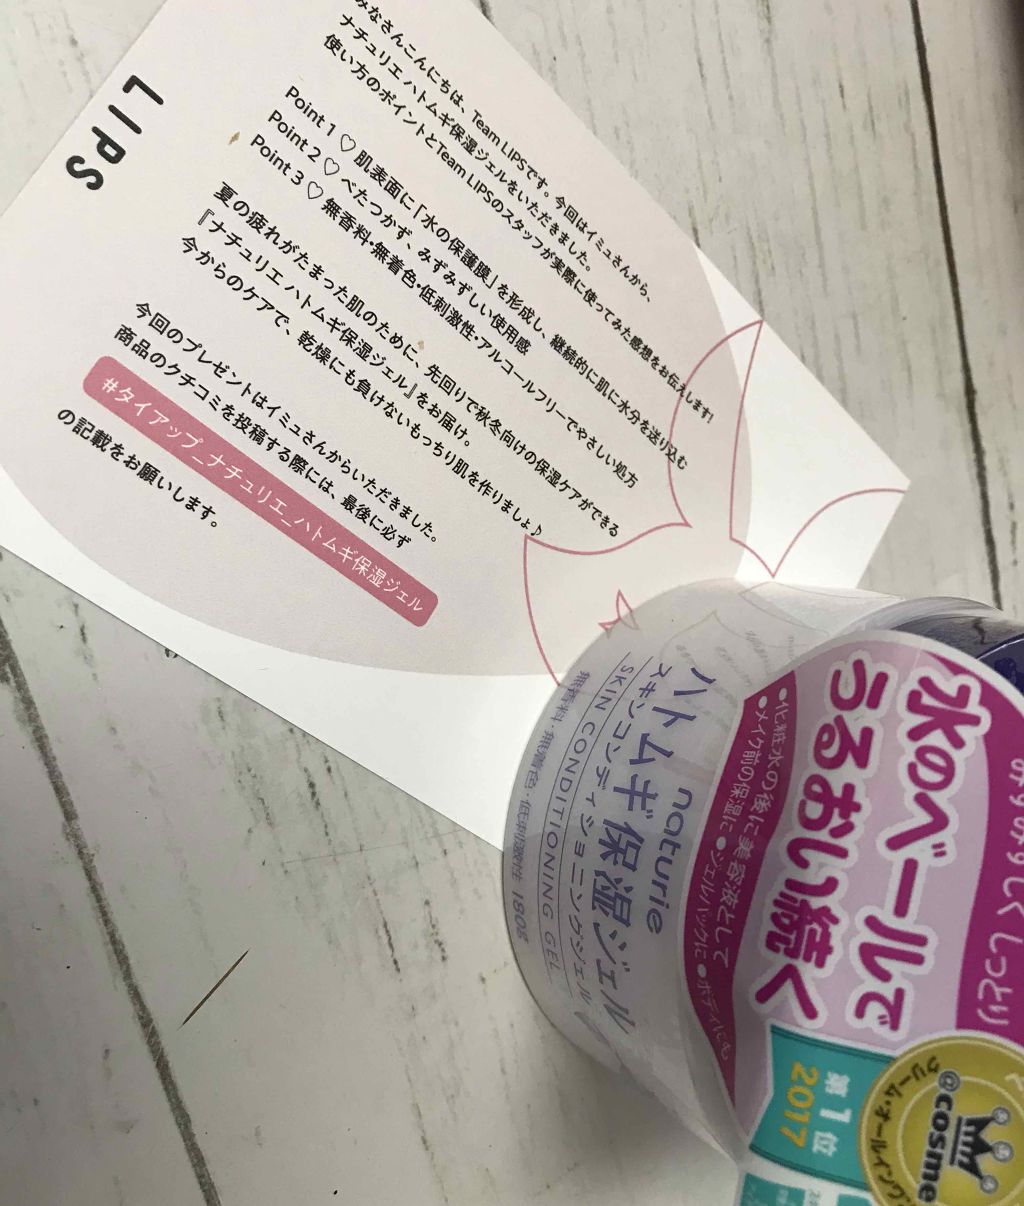 LIPS
みなさんこんにちは、Team LIPSです。今回はイミュさんから、
ナチュリエ ハトムギ保湿ジェルをいただきました。
使い方のポイントとTeam LIPSのスタッフが実際に使ってみた感想をお伝えします!
Point 1 ♡ 肌表面に「水の保護膜」を形成し、継続的に肌に水分を送り込む
Point 2 ♡ べたつかず、みずみずしい使用感
Point 3 ♡ 無香料・無着色・低刺激性・アルコールフリーでやさしい処方
夏の疲れがたまった肌のために、先回りで秋冬向けの保湿ケアができる
『ナチュリエ ハトムギ保湿ジェル』をお届け。
今からのケアで、乾燥にも負けないもっちり肌を作りましょ♪
今回のプレゼントはイミュさんからいただきました。
商品のクチコミを投稿する際には、最後に必ず
#タイアップ_ナチュリエ_ハトムギ保湿ジェル
の記載をお願いします。
みずみずしく しっとり
水のベールで
うるおい続く
●化粧水の後に美容液として
●メイク前の保湿に ●ジェルパックに ●ボディに
naturie
ハトムギ保湿ジェル
スキンコンディショニングジェル
SKIN CONDITIONING GEL
無香料・無着色・低刺激性 180g
@cosme
第1位
2017